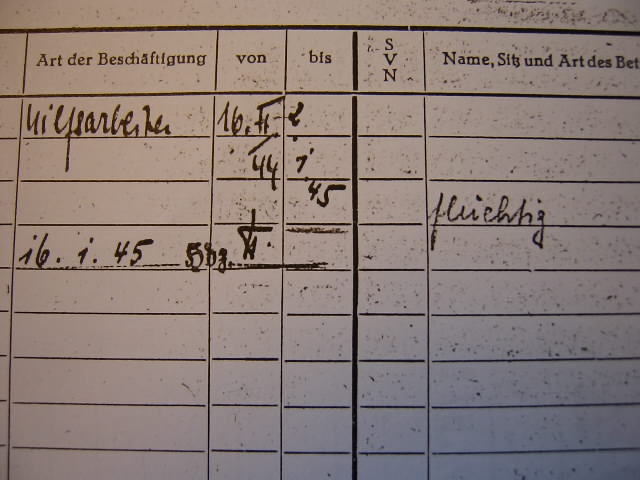 Art der Beschäftigung von bis S V N Name, Sitz und Art des Bet
Hilfsarbeiter 16. II 2
44 1
45
flüchtig
16. 1. 45